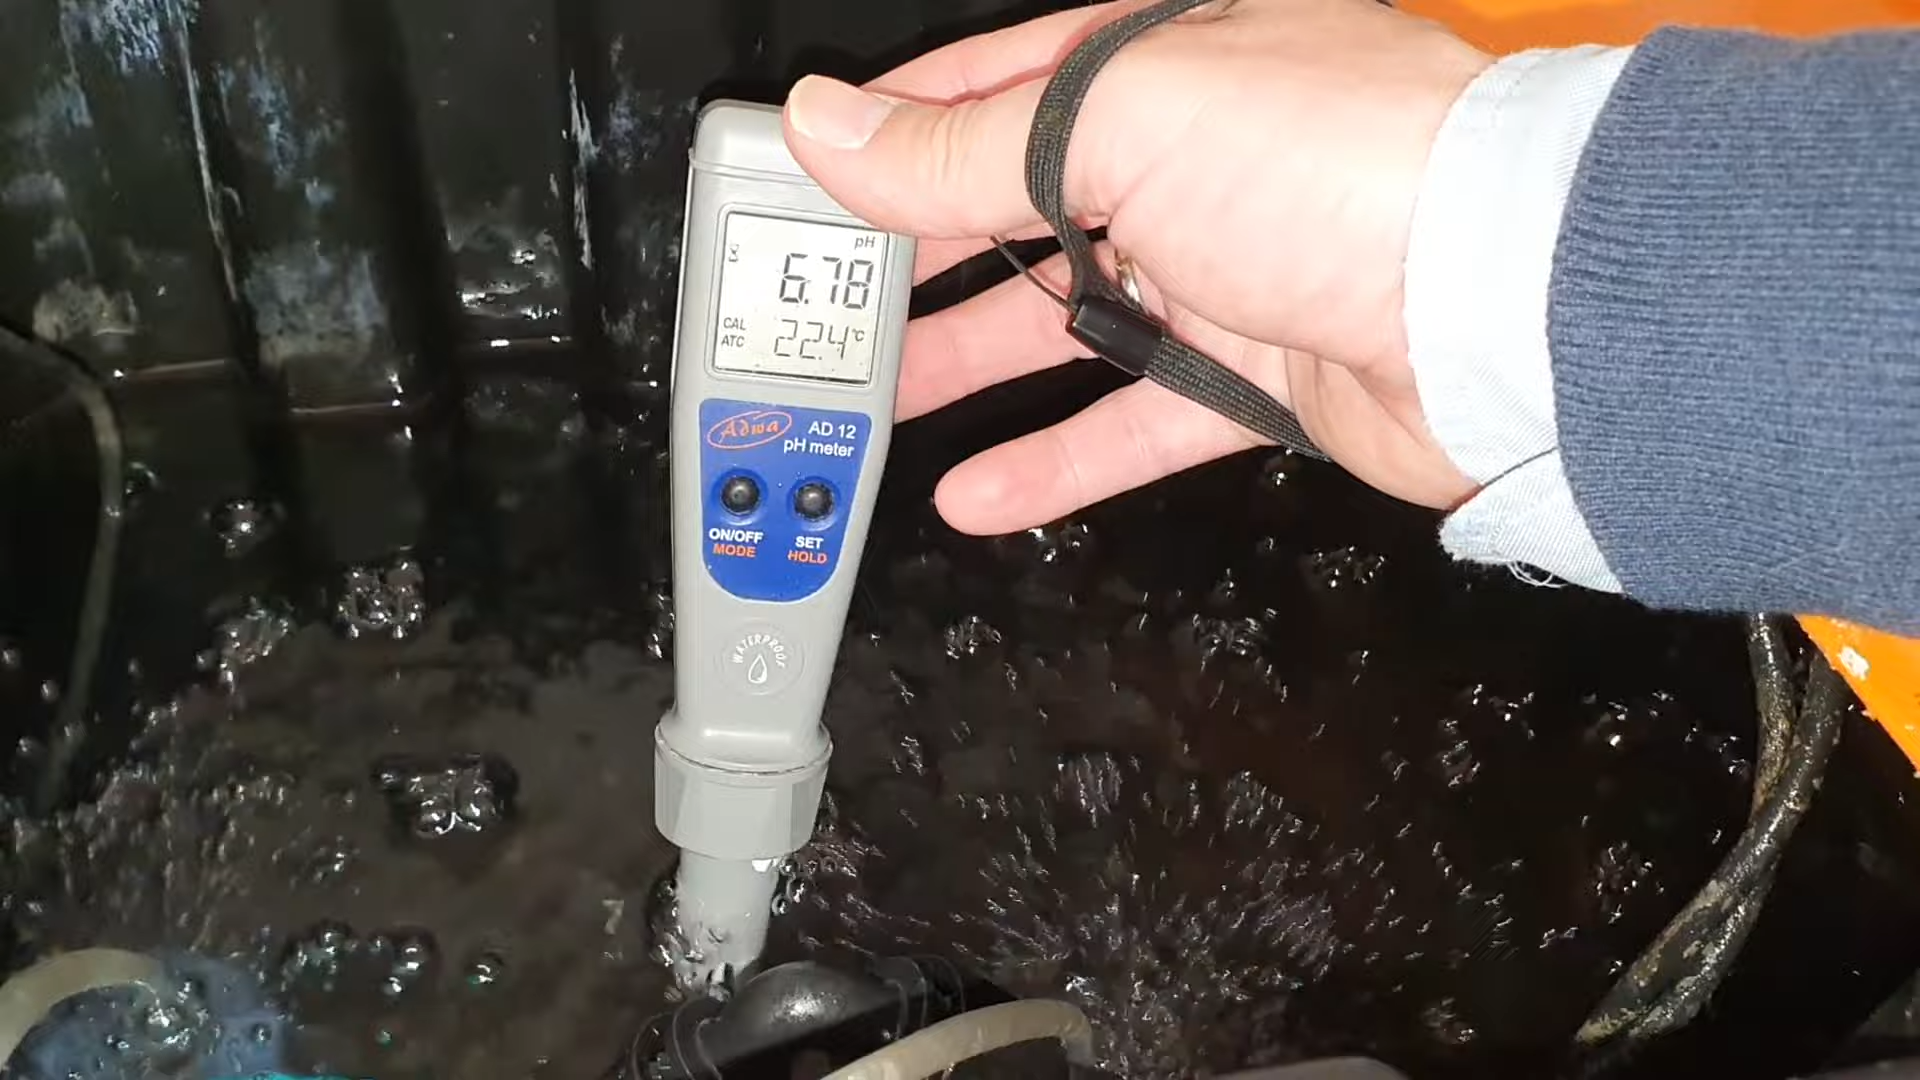 pH
6.78
CAL
ATC
22.4 °C
Adwa
AD 12
pH meter
ON/OFF
MODE
SET
HOLD
WATERPROOF